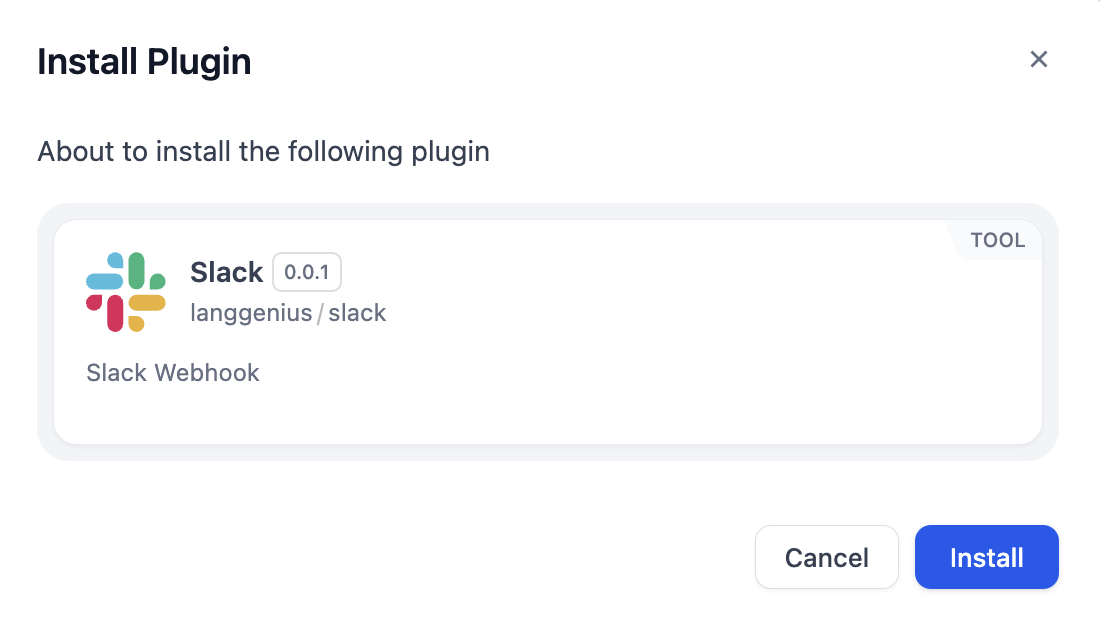 Install Plugin
About to install the following plugin
TOOL
Slack 0.0.1
langgenius / slack
Slack Webhook
Cancel Install